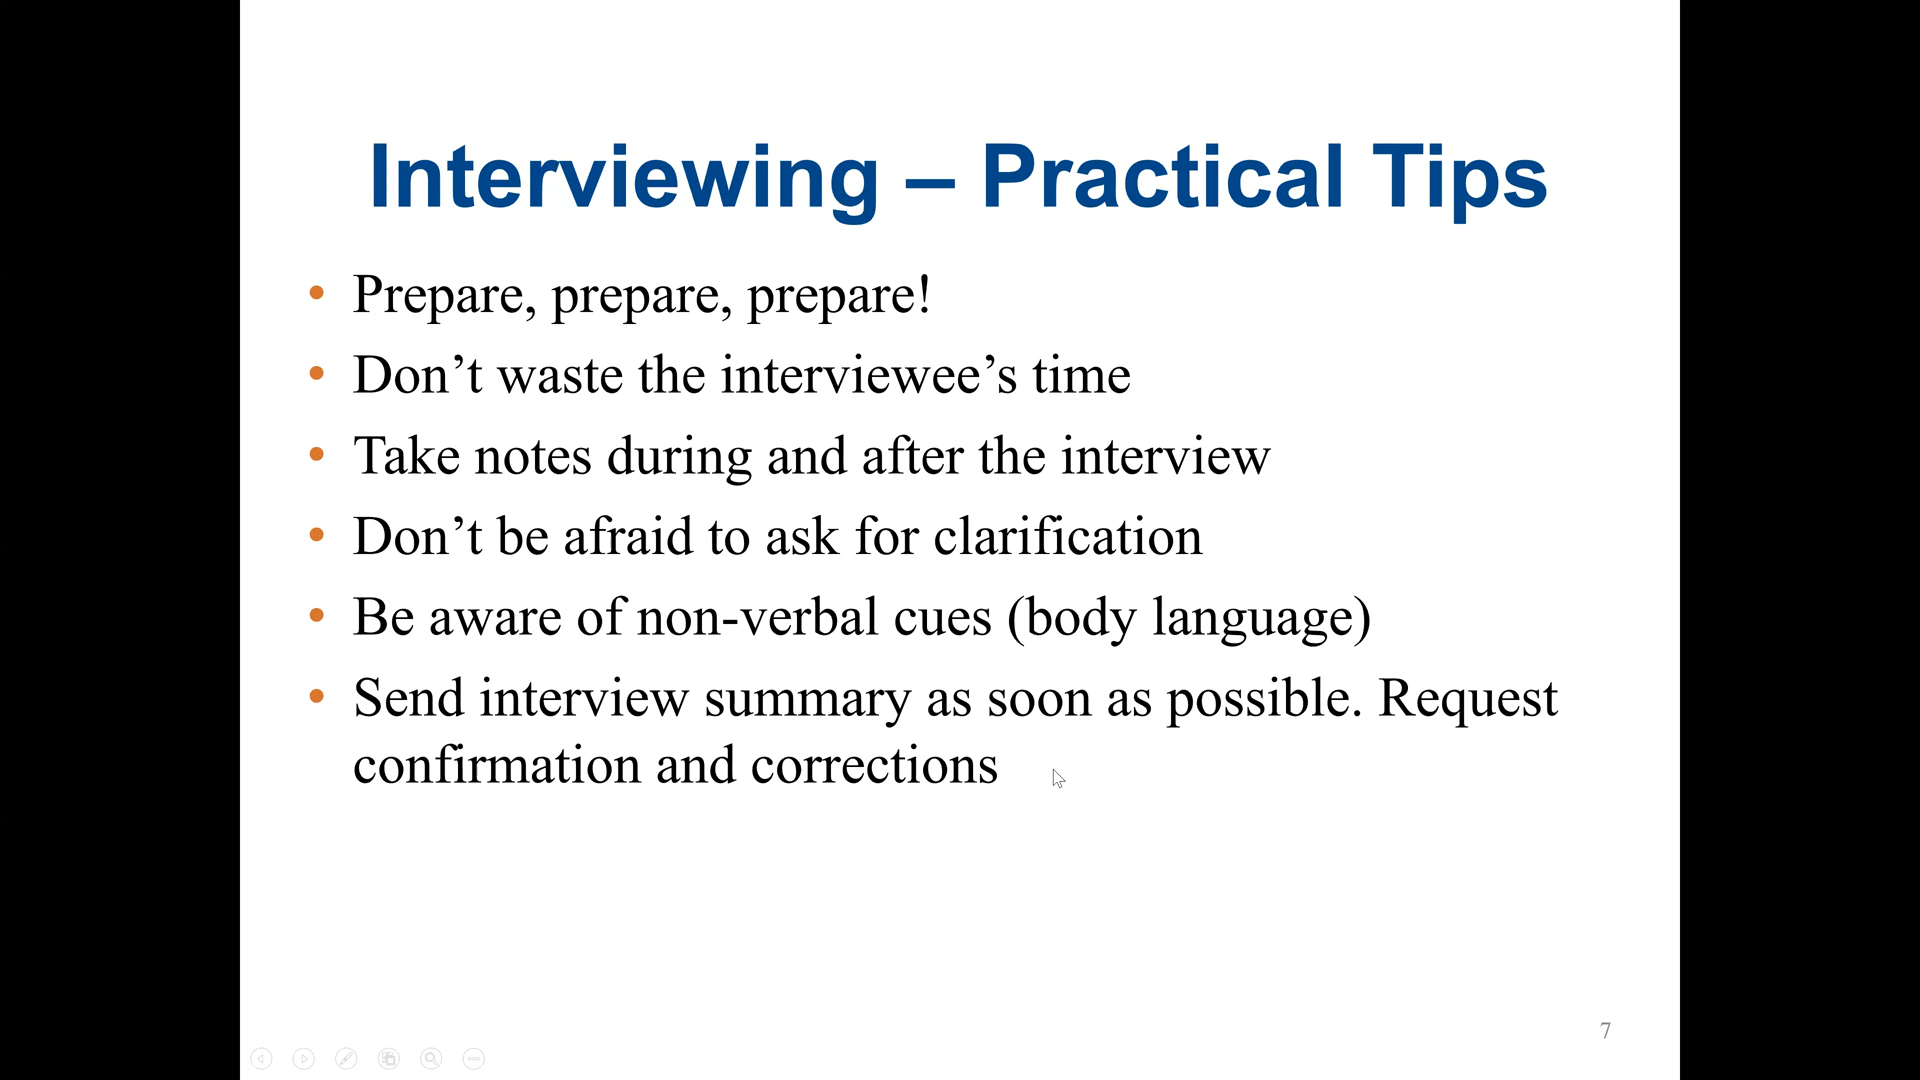 Interviewing – Practical Tips
• Prepare, prepare, prepare!
• Don’t waste the interviewee’s time
• Take notes during and after the interview
• Don’t be afraid to ask for clarification
• Be aware of non-verbal cues (body language)
• Send interview summary as soon as possible. Request
confirmation and corrections
7